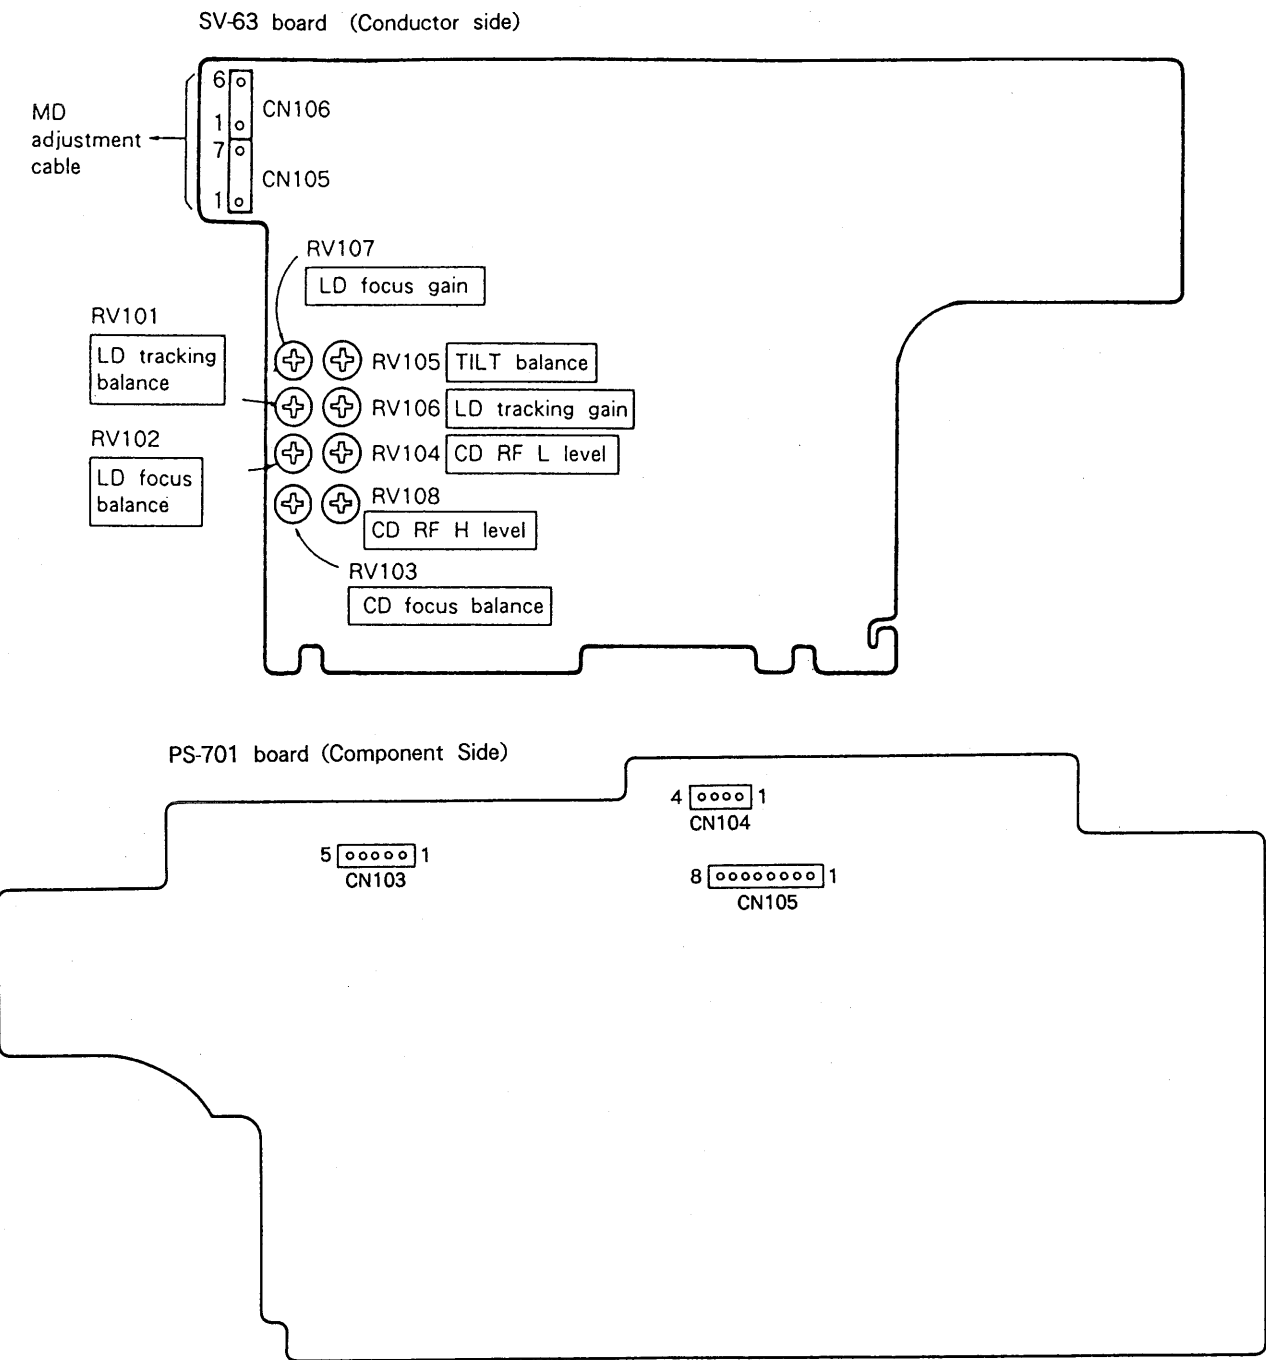 SV-63 board (Conductor side)
6
CN106
MD
adjustment
cable
1
7
CN105
1
RV107
LD focus gain
RV101
LD tracking
balance
RV105 TILT balance
RV106 LD tracking gain
RV102
LD focus
balance
RV104 CD RF L level
RV108
CD RF H level
RV103
CD focus balance
PS-701 board (Component Side)
4 1
CN104
5 1
CN103
8 1
CN105